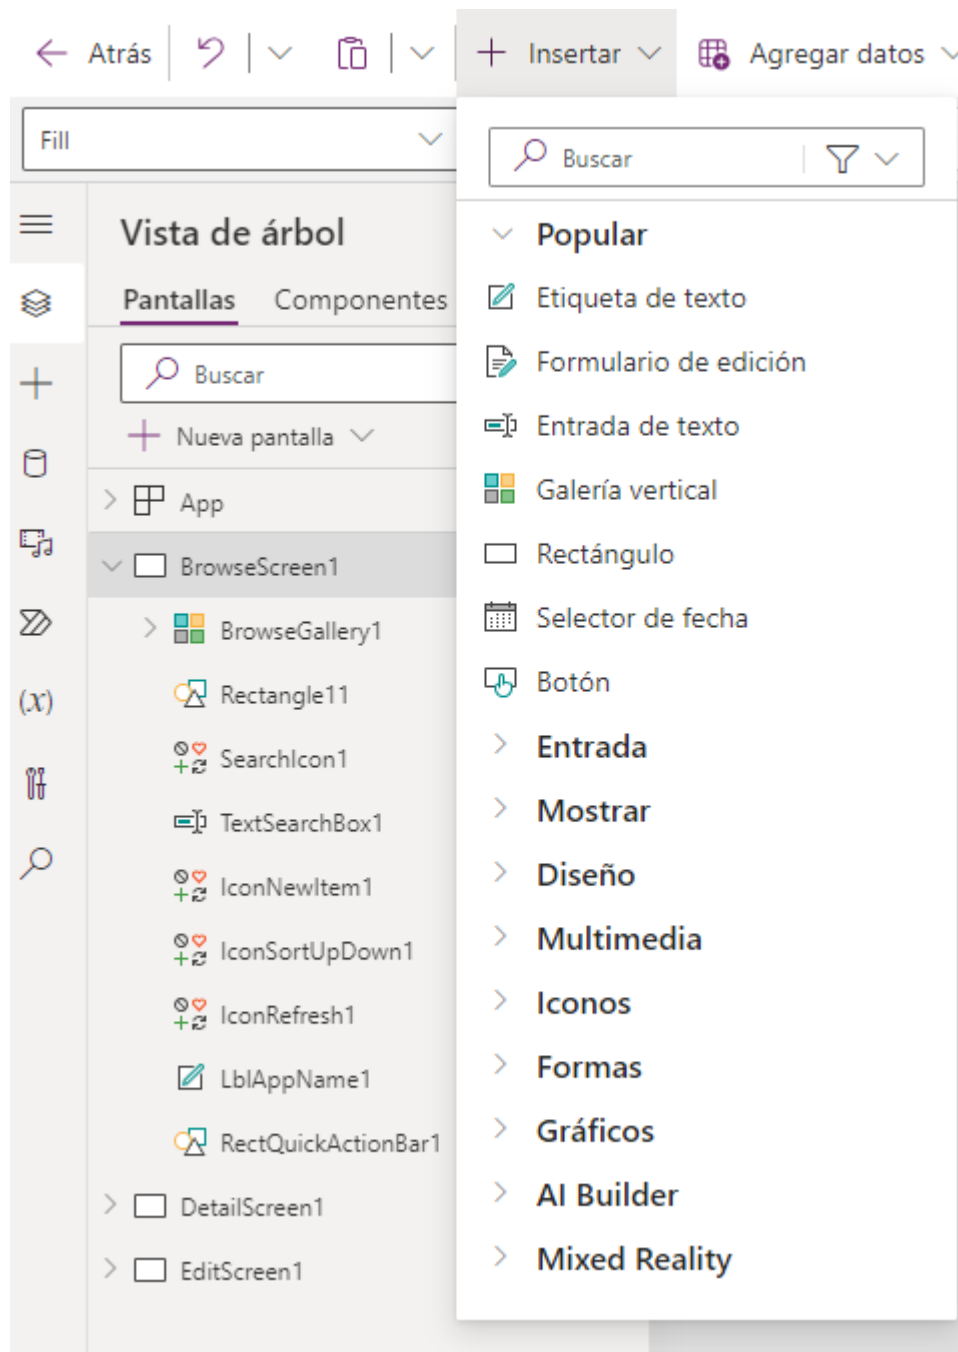 Atrás
Insertar
Agregar datos
Fill
Buscar
Vista de árbol
Pantallas
Componentes
Buscar
Nueva pantalla
App
BrowseScreen1
BrowseGallery1
Rectangle11
SearchIcon1
TextSearchBox1
IconNewItem1
IconSortUpDown1
IconRefresh1
LblAppName1
RectQuickActionBar1
DetailScreen1
EditScreen1
(x)
Popular
Etiqueta de texto
Formulario de edición
Entrada de texto
Galería vertical
Rectángulo
Selector de fecha
Botón
Entrada
Mostrar
Diseño
Multimedia
Iconos
Formas
Gráficos
AI Builder
Mixed Reality